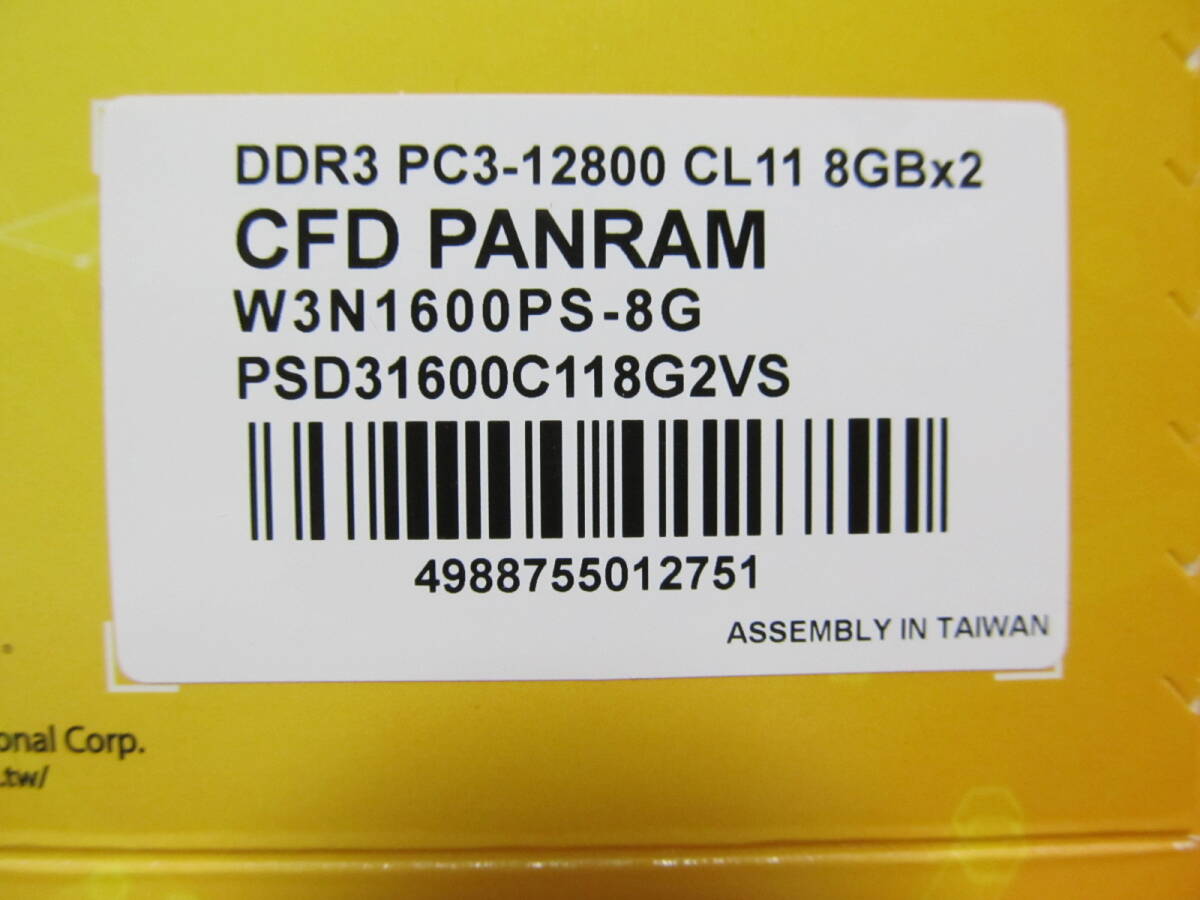 DDR3 PC3-12800 CL11 8GBx2
CFD PANRAM
W3N1600PS-8G
PSD31600C118G2VS
4988755012751
ASSEMBLY IN TAIWAN
onal Corp.
.tw/